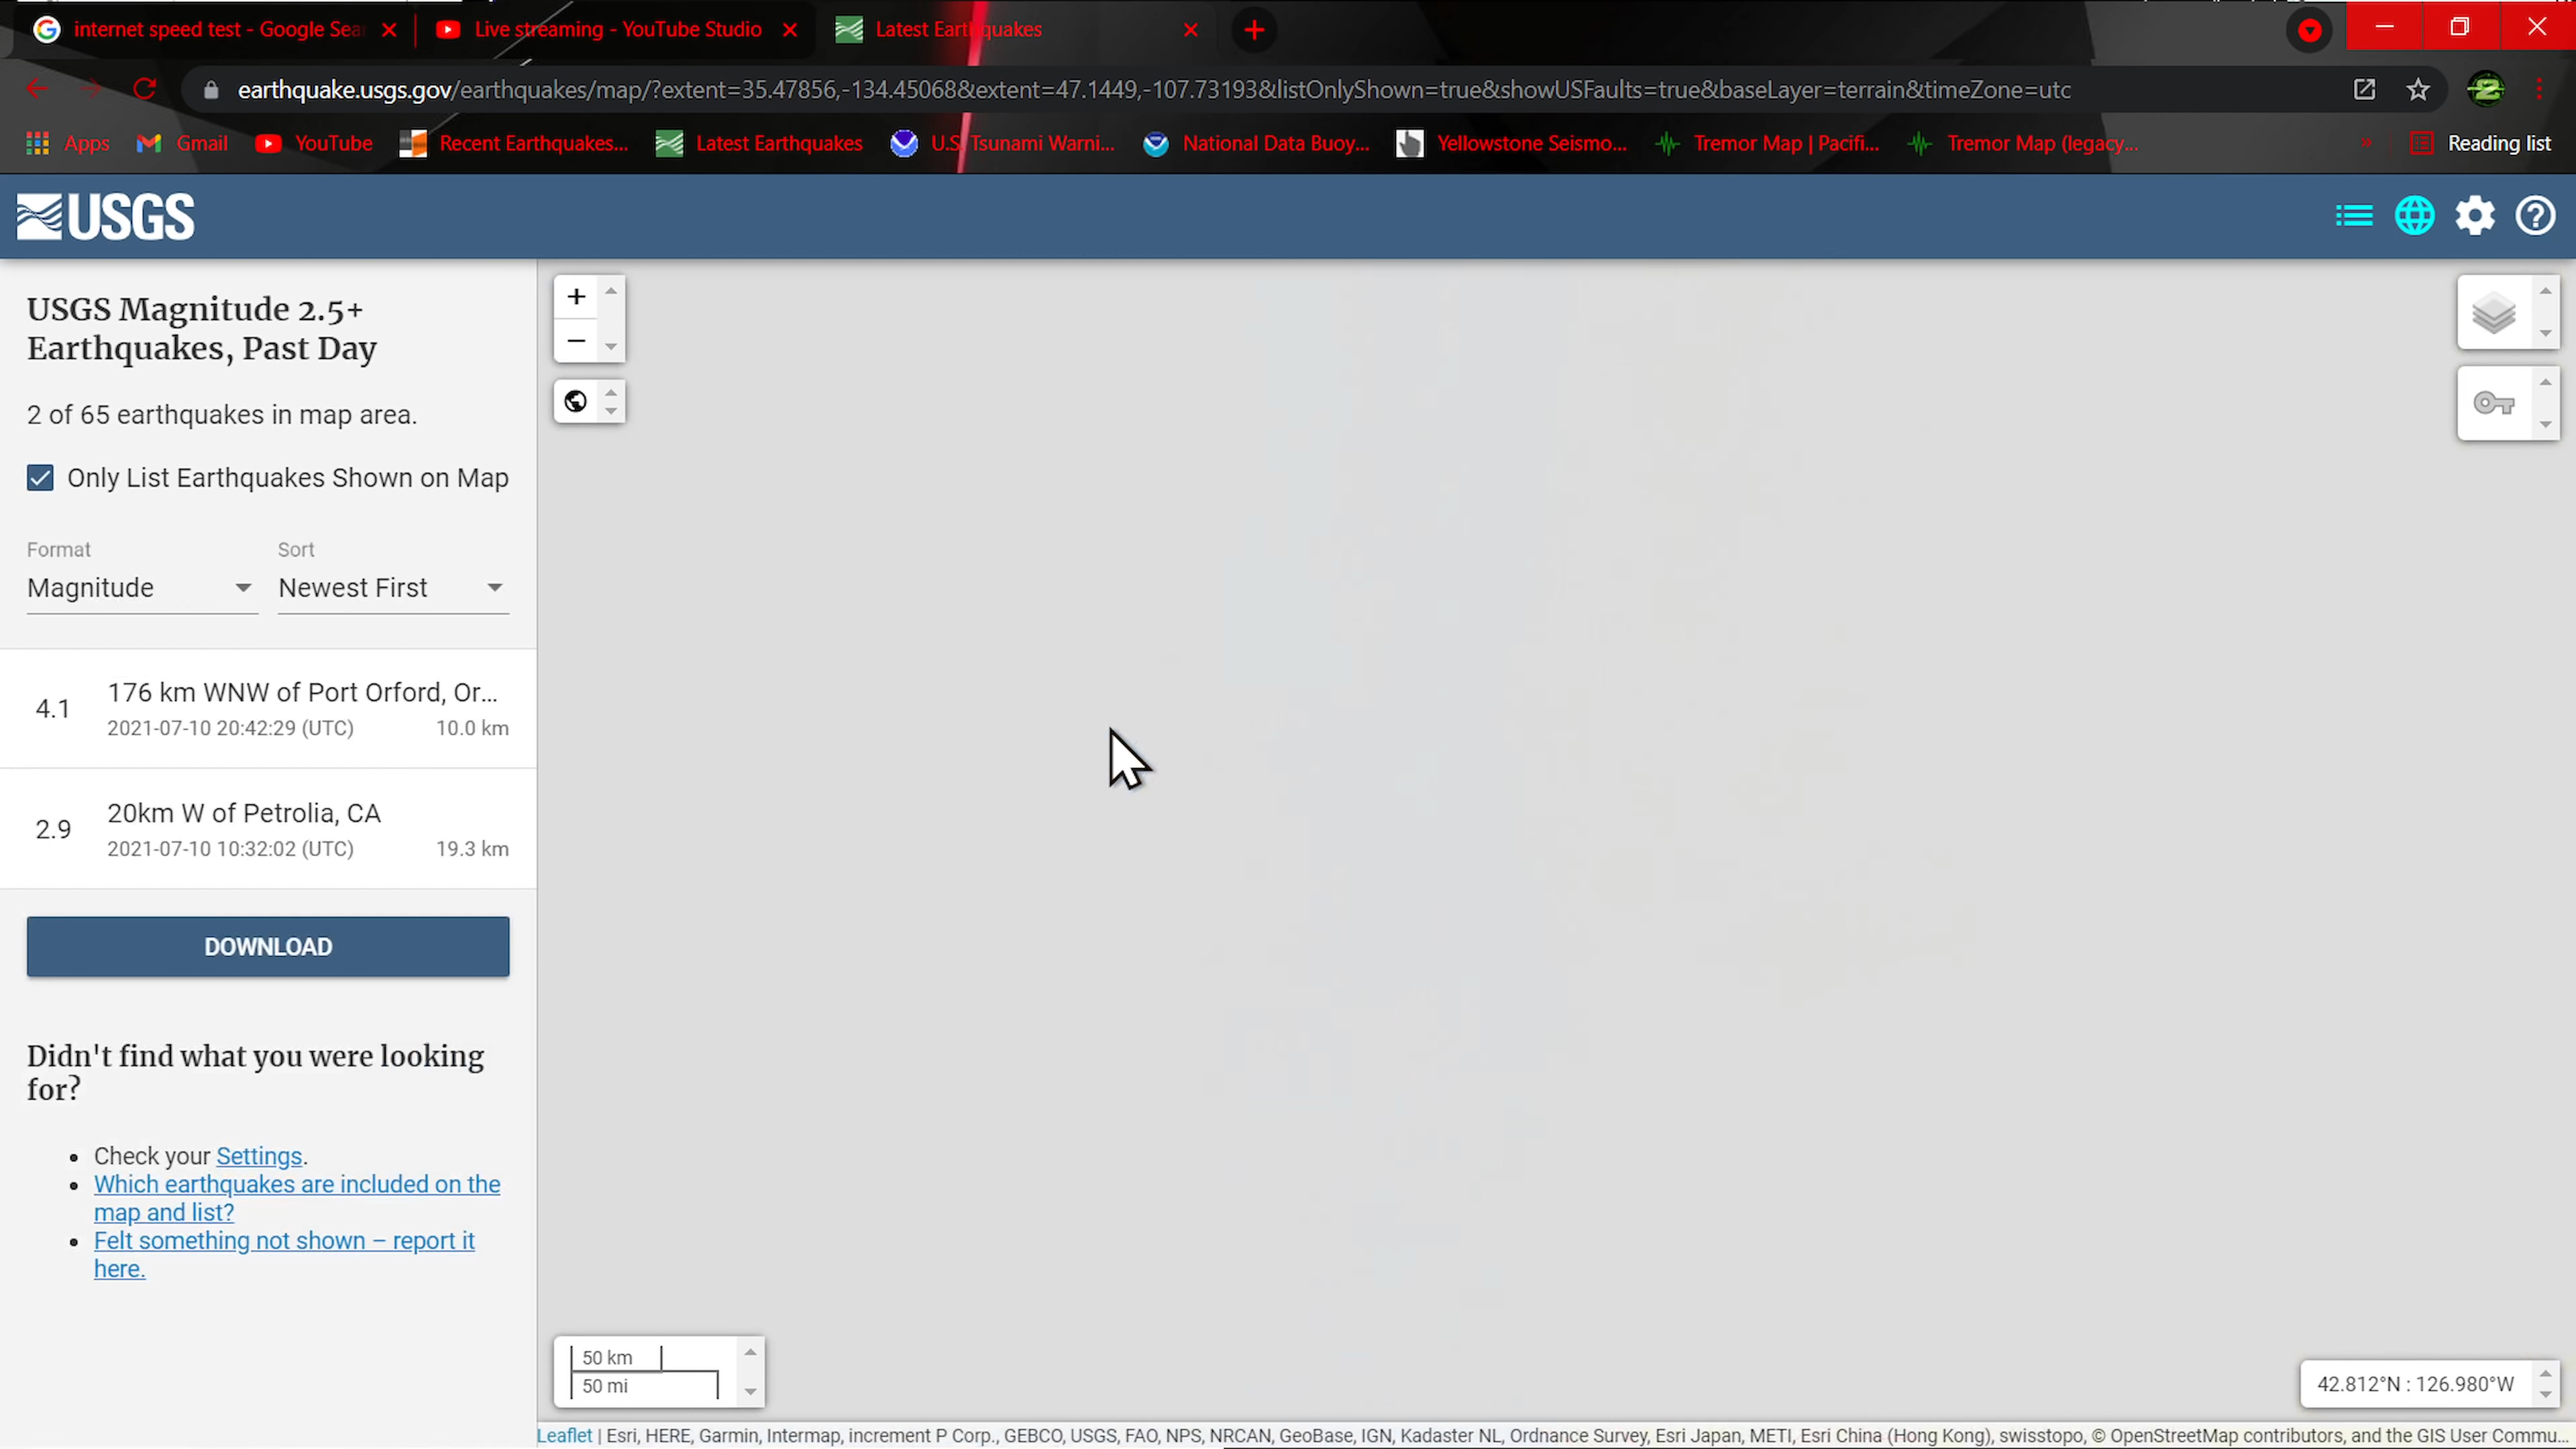 internet speed test - Google Sear
Live streaming - YouTube Studio
Latest Earthquakes
earthquake.usgs.gov/earthquakes/map/?extent=35.47856,-134.45068&extent=47.1449,-107.73193&listOnlyShown=true&showUSFaults=true&baseLayer=terrain&timeZone=utc
Apps
Gmail
YouTube
Recent Earthquakes...
Latest Earthquakes
U.S. Tsunami Warni...
National Data Buoy...
Yellowstone Seismo...
Tremor Map | Pacifi...
Tremor Map (legacy...
»
Reading list
USGS
USGS Magnitude 2.5+
Earthquakes, Past Day
2 of 65 earthquakes in map area.
Only List Earthquakes Shown on Map
Format
Sort
Magnitude
Newest First
4.1
176 km WNW of Port Orford, Or...
2021-07-10 20:42:29 (UTC)
10.0 km
2.9
20km W of Petrolia, CA
2021-07-10 10:32:02 (UTC)
19.3 km
DOWNLOAD
Didn't find what you were looking
for?
Check your Settings.
Which earthquakes are included on the
map and list?
Felt something not shown – report it
here.
+
−
50 km
50 mi
42.812°N : 126.980°W
Leaflet | Esri, HERE, Garmin, Intermap, increment P Corp., GEBCO, USGS, FAO, NPS, NRCAN, GeoBase, IGN, Kadaster NL, Ordnance Survey, Esri Japan, METI, Esri China (Hong Kong), swisstopo, © OpenStreetMap contributors, and the GIS User Commu...